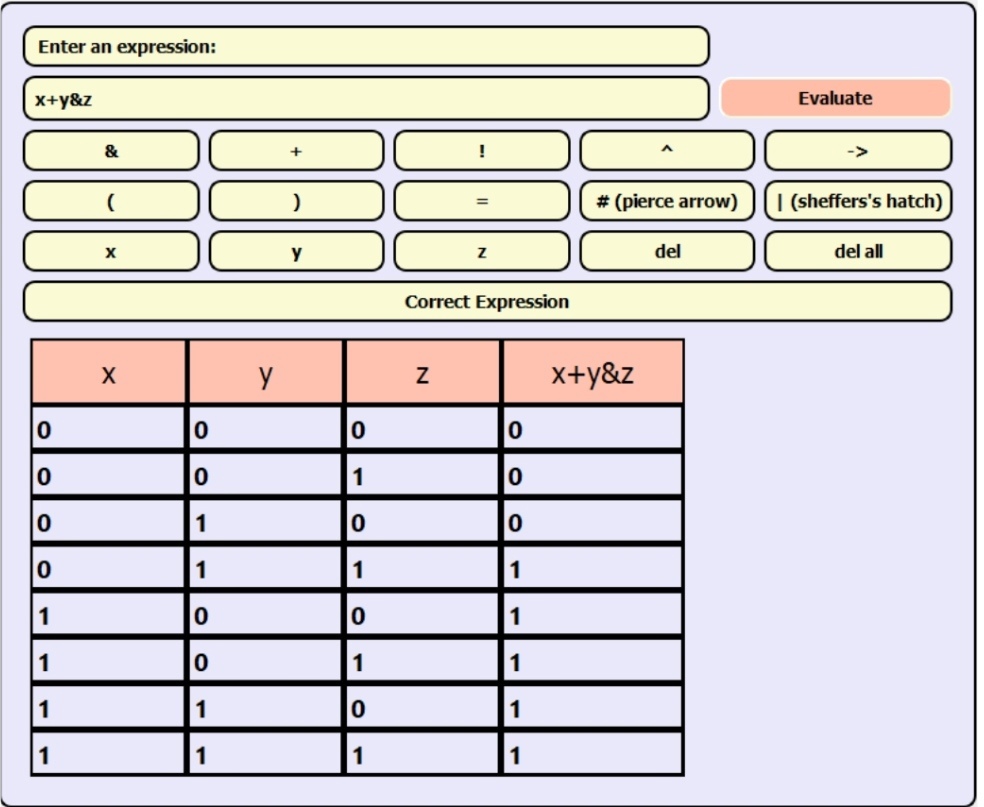 Enter an expression:
x+y&z Evaluate
& + ! ^ ->
( ) = # (pierce arrow) | (sheffers's hatch)
x y z del del all
Correct Expression
x y z x+y&z
0 0 0 0
0 0 1 0
0 1 0 0
0 1 1 1
1 0 0 1
1 0 1 1
1 1 0 1
1 1 1 1